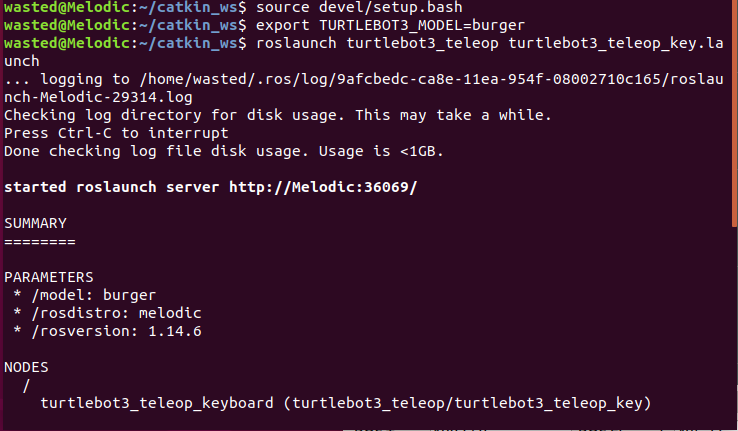 wasted@Melodic:~/catkin_ws$ source devel/setup.bash
wasted@Melodic:~/catkin_ws$ export TURTLEBOT3_MODEL=burger
wasted@Melodic:~/catkin_ws$ roslaunch turtlebot3_teleop turtlebot3_teleop_key.la
unch
... logging to /home/wasted/.ros/log/9afcbedc-ca8e-11ea-954f-08002710c165/roslau
nch-Melodic-29314.log
Checking log directory for disk usage. This may take a while.
Press Ctrl-C to interrupt
Done checking log file disk usage. Usage is <1GB.
started roslaunch server http://Melodic:36069/
SUMMARY
========
PARAMETERS
* /model: burger
* /rosdistro: melodic
* /rosversion: 1.14.6
NODES
/
turtlebot3_teleop_keyboard (turtlebot3_teleop/turtlebot3_teleop_key)